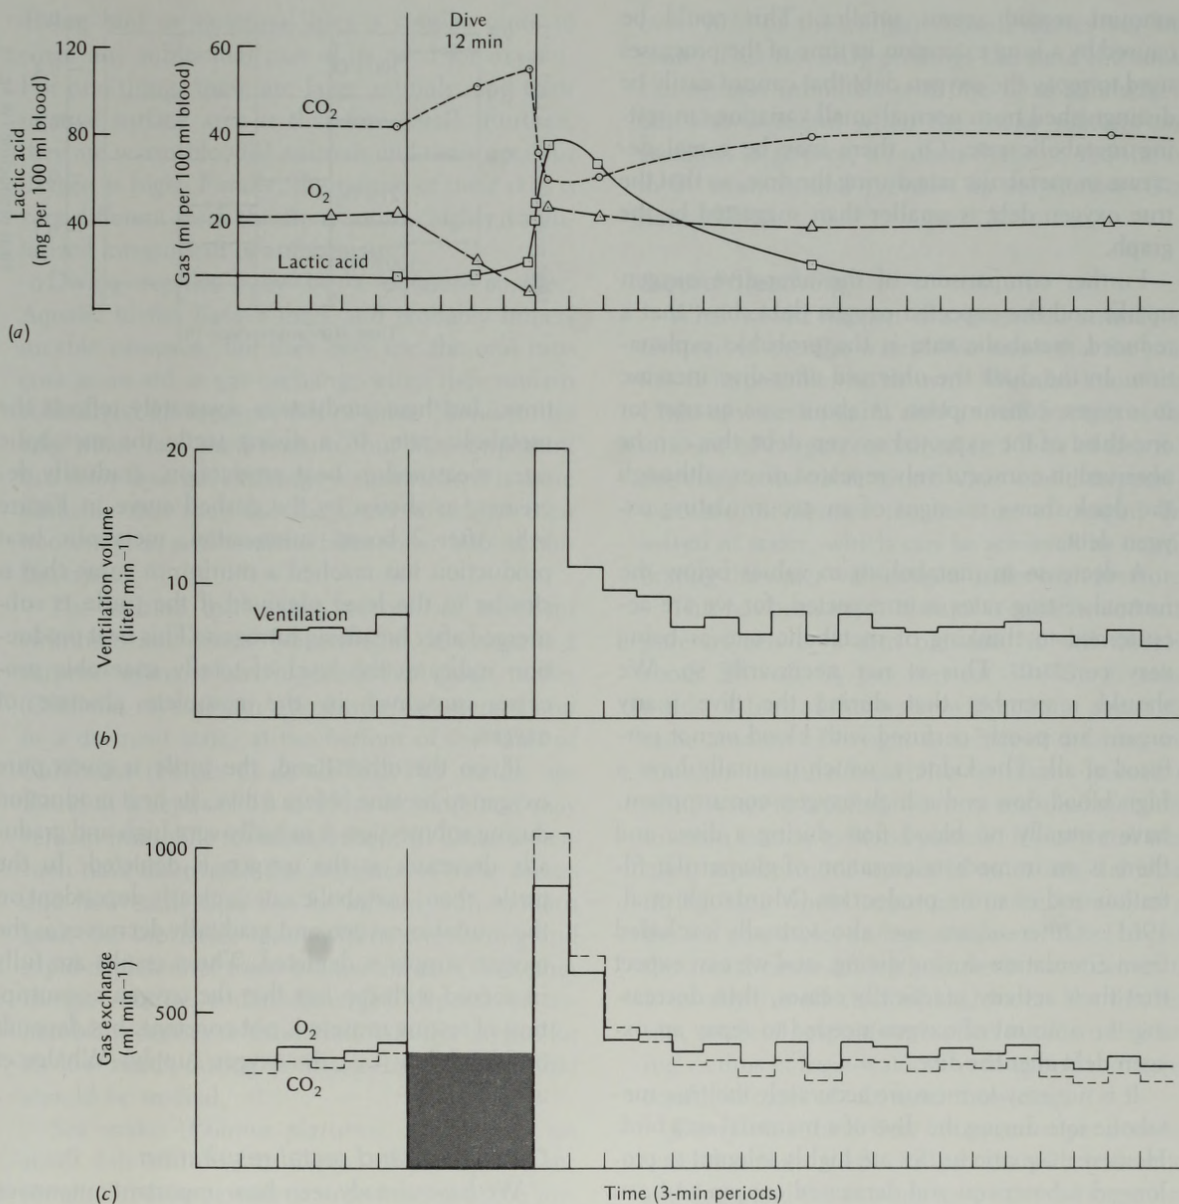 Dive
12 min
120
80
40
Lactic acid
(mg per 100 ml blood)
60
40
20
Gas (ml per 100 ml blood)
CO2
O2
Lactic acid
(a)
20
10
Ventilation volume
(liter min−1)
Ventilation
(b)
1000
500
Gas exchange
(ml min−1)
O2
CO2
(c)
Time (3-min periods)